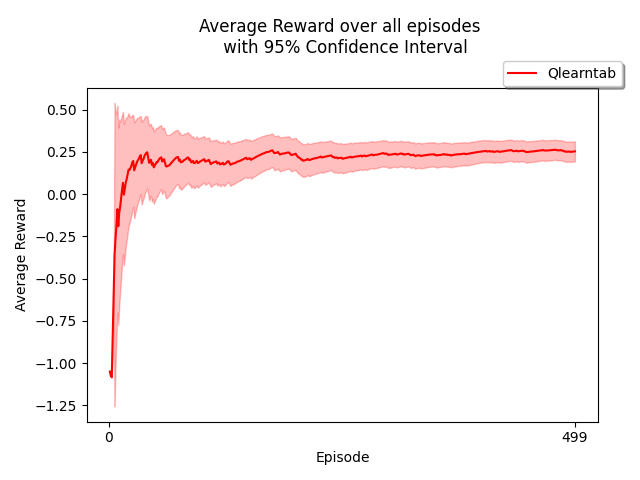 Average Reward over all episodes
with 95% Confidence Interval
Qlearntab
0.50
0.25
0.00
−0.25
−0.50
−0.75
−1.00
−1.25
Average Reward
0
499
Episode